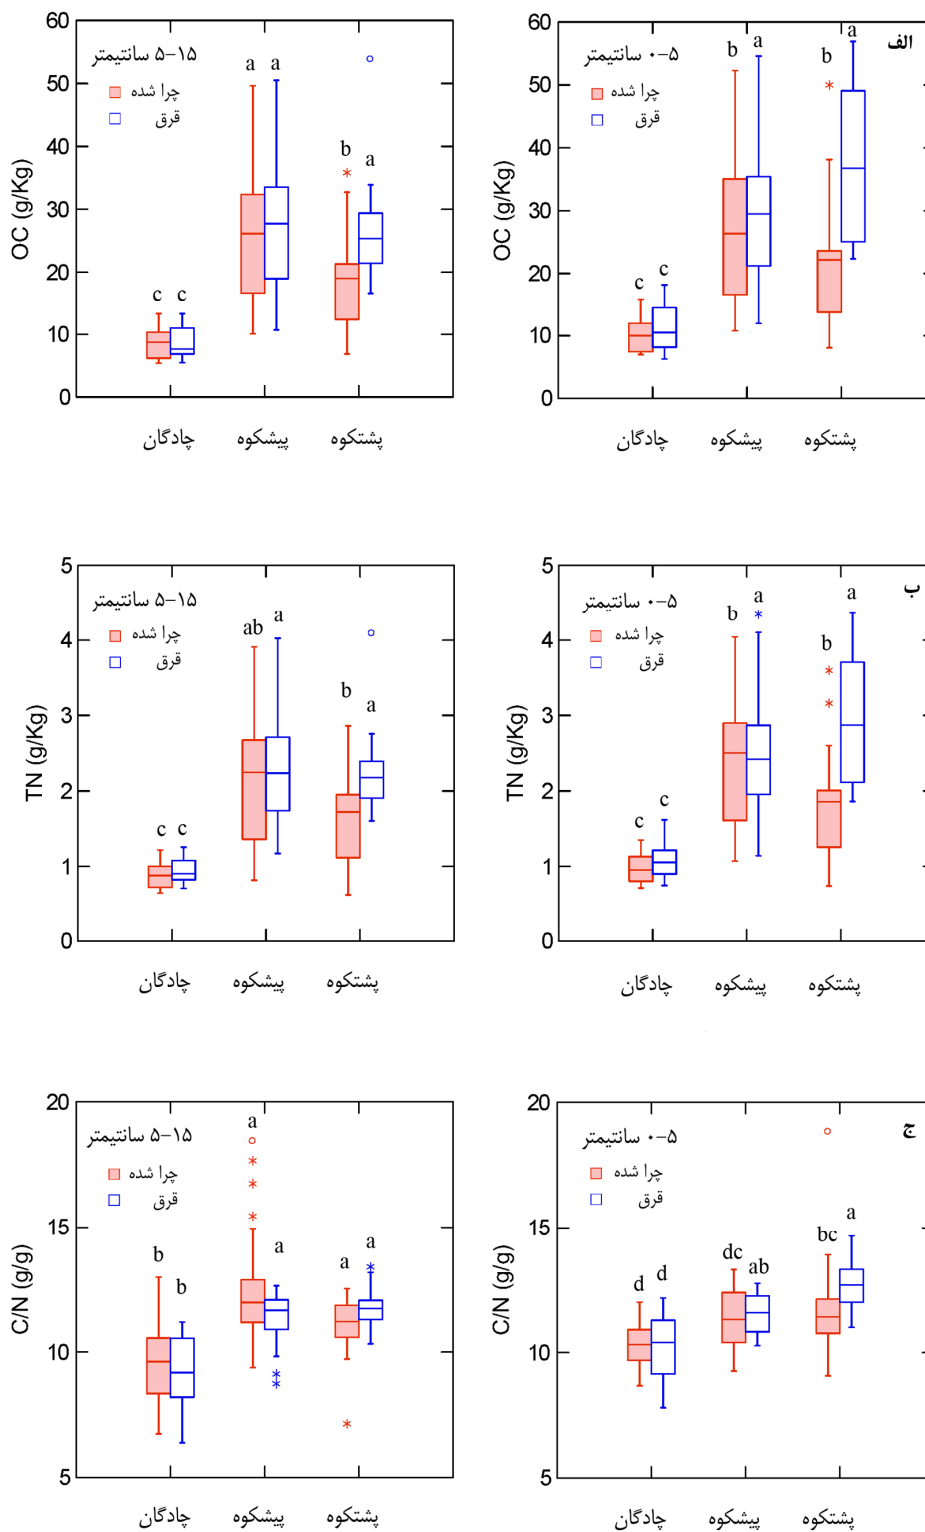 الف
۰-۵ سانتیمتر
چرا شده
قرق
OC (g/Kg)
60
50
40
30
20
10
0
c c b a b a
چادگان پیشکوه پشتکوه
۵-۱۵ سانتیمتر
چرا شده
قرق
OC (g/Kg)
60
50
40
30
20
10
0
c c a a b a
چادگان پیشکوه پشتکوه
ب
۰-۵ سانتیمتر
چرا شده
قرق
TN (g/Kg)
5
4
3
2
1
0
c c b a b a
چادگان پیشکوه پشتکوه
۵-۱۵ سانتیمتر
چرا شده
قرق
TN (g/Kg)
5
4
3
2
1
0
c c ab a b a
چادگان پیشکوه پشتکوه
ج
۰-۵ سانتیمتر
چرا شده
قرق
C/N (g/g)
20
15
10
5
d d dc ab bc a
چادگان پیشکوه پشتکوه
۵-۱۵ سانتیمتر
چرا شده
قرق
C/N (g/g)
20
15
10
5
b b a a a a
چادگان پیشکوه پشتکوه